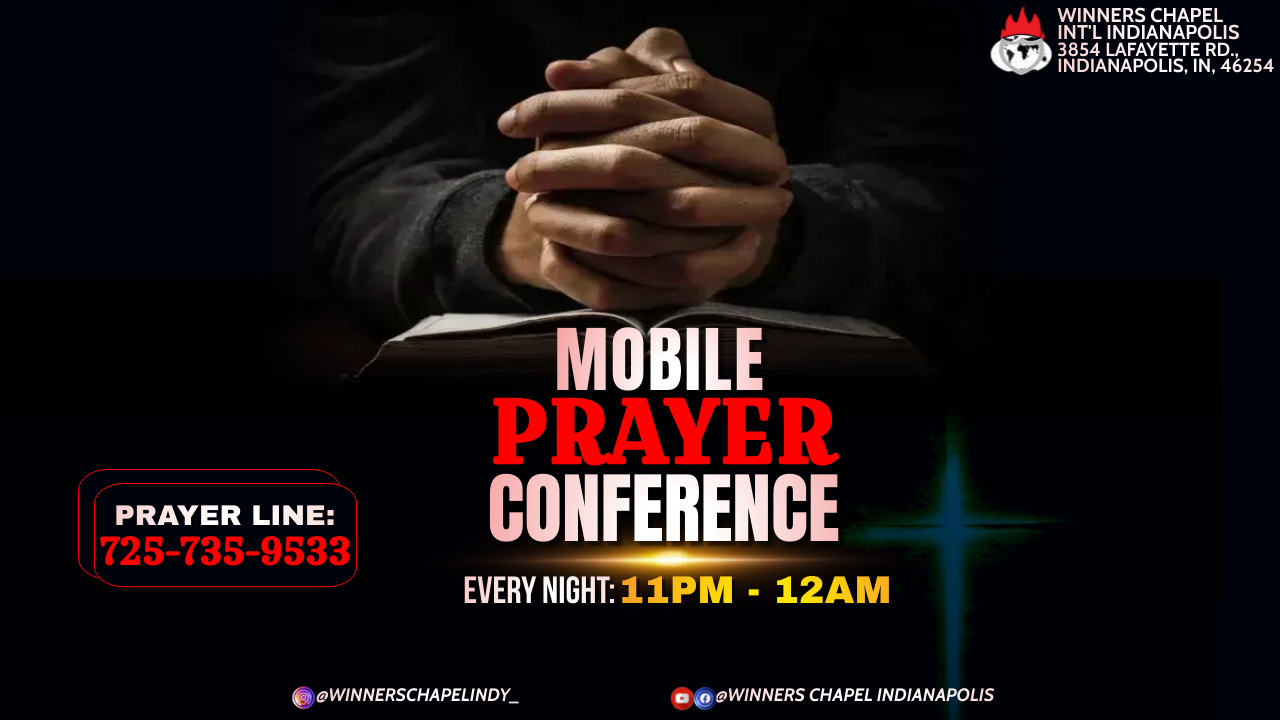 WINNERS CHAPEL
INT'L INDIANAPOLIS
3854 LAFAYETTE RD.,
INDIANAPOLIS, IN, 46254
MOBILE
PRAYER
CONFERENCE
PRAYER LINE:
725-735-9533
EVERY NIGHT: 11PM - 12AM
@WINNERSCHAPELINDY_
@WINNERS CHAPEL INDIANAPOLIS